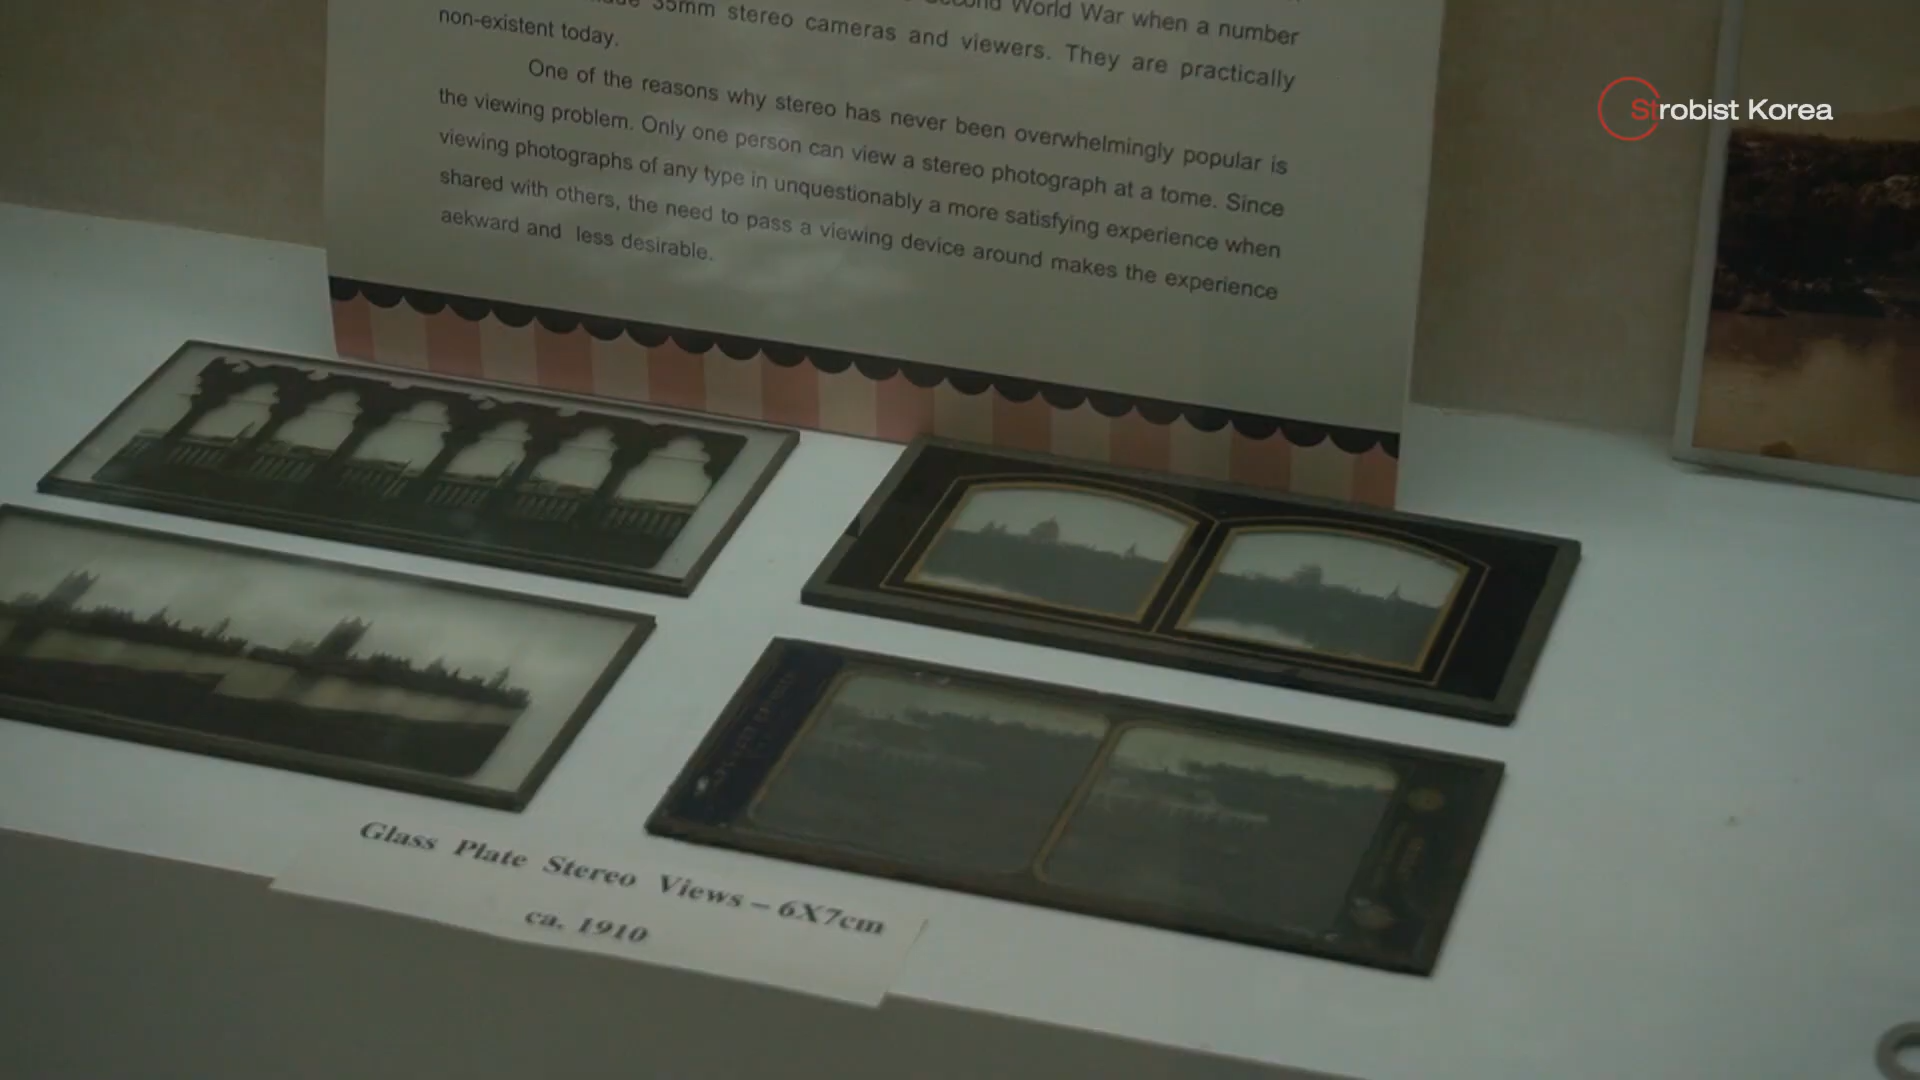 Second World War when a number
35mm stereo cameras and viewers. They are practically
non-existent today.
One of the reasons why stereo has never been overwhelmingly popular is
the viewing problem. Only one person can view a stereo photograph at a tome. Since
viewing photographs of any type in unquestionably a more satisfying experience when
shared with others, the need to pass a viewing device around makes the experience
aekward and less desirable.
Strobist Korea
Glass Plate Stereo Views – 6X7cm
ca. 1910